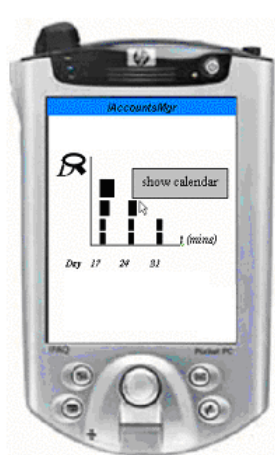 hp
iAccountsMgr
show calendar
(mins)
Day 17 24 31
iPAQ Pocket PC